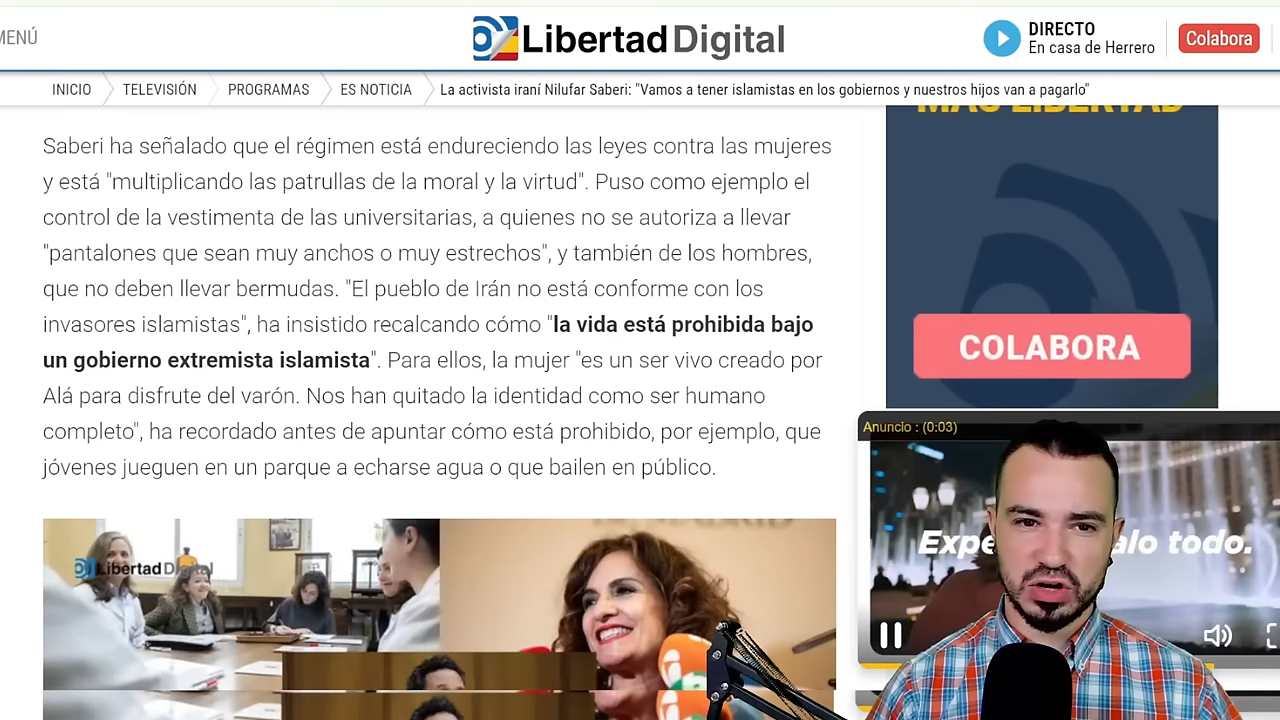 MENÚ
Libertad Digital
DIRECTO
En casa de Herrero
Colabora
INICIO
TELEVISIÓN
PROGRAMAS
ES NOTICIA
La activista iraní Nilufar Saberi: "Vamos a tener islamistas en los gobiernos y nuestros hijos van a pagarlo"
MÁS LIBERTAD
Saberi ha señalado que el régimen está endureciendo las leyes contra las mujeres
y está "multiplicando las patrullas de la moral y la virtud". Puso como ejemplo el
control de la vestimenta de las universitarias, a quienes no se autoriza a llevar
"pantalones que sean muy anchos o muy estrechos", y también de los hombres,
que no deben llevar bermudas. "El pueblo de Irán no está conforme con los
invasores islamistas", ha insistido recalcando cómo "la vida está prohibida bajo
un gobierno extremista islamista". Para ellos, la mujer "es un ser vivo creado por
Alá para disfrute del varón. Nos han quitado la identidad como ser humano
completo", ha recordado antes de apuntar cómo está prohibido, por ejemplo, que
jóvenes jueguen en un parque a echarse agua o que bailen en público.
COLABORA
Anuncio : (0:03)
todo.
Libertad Digital